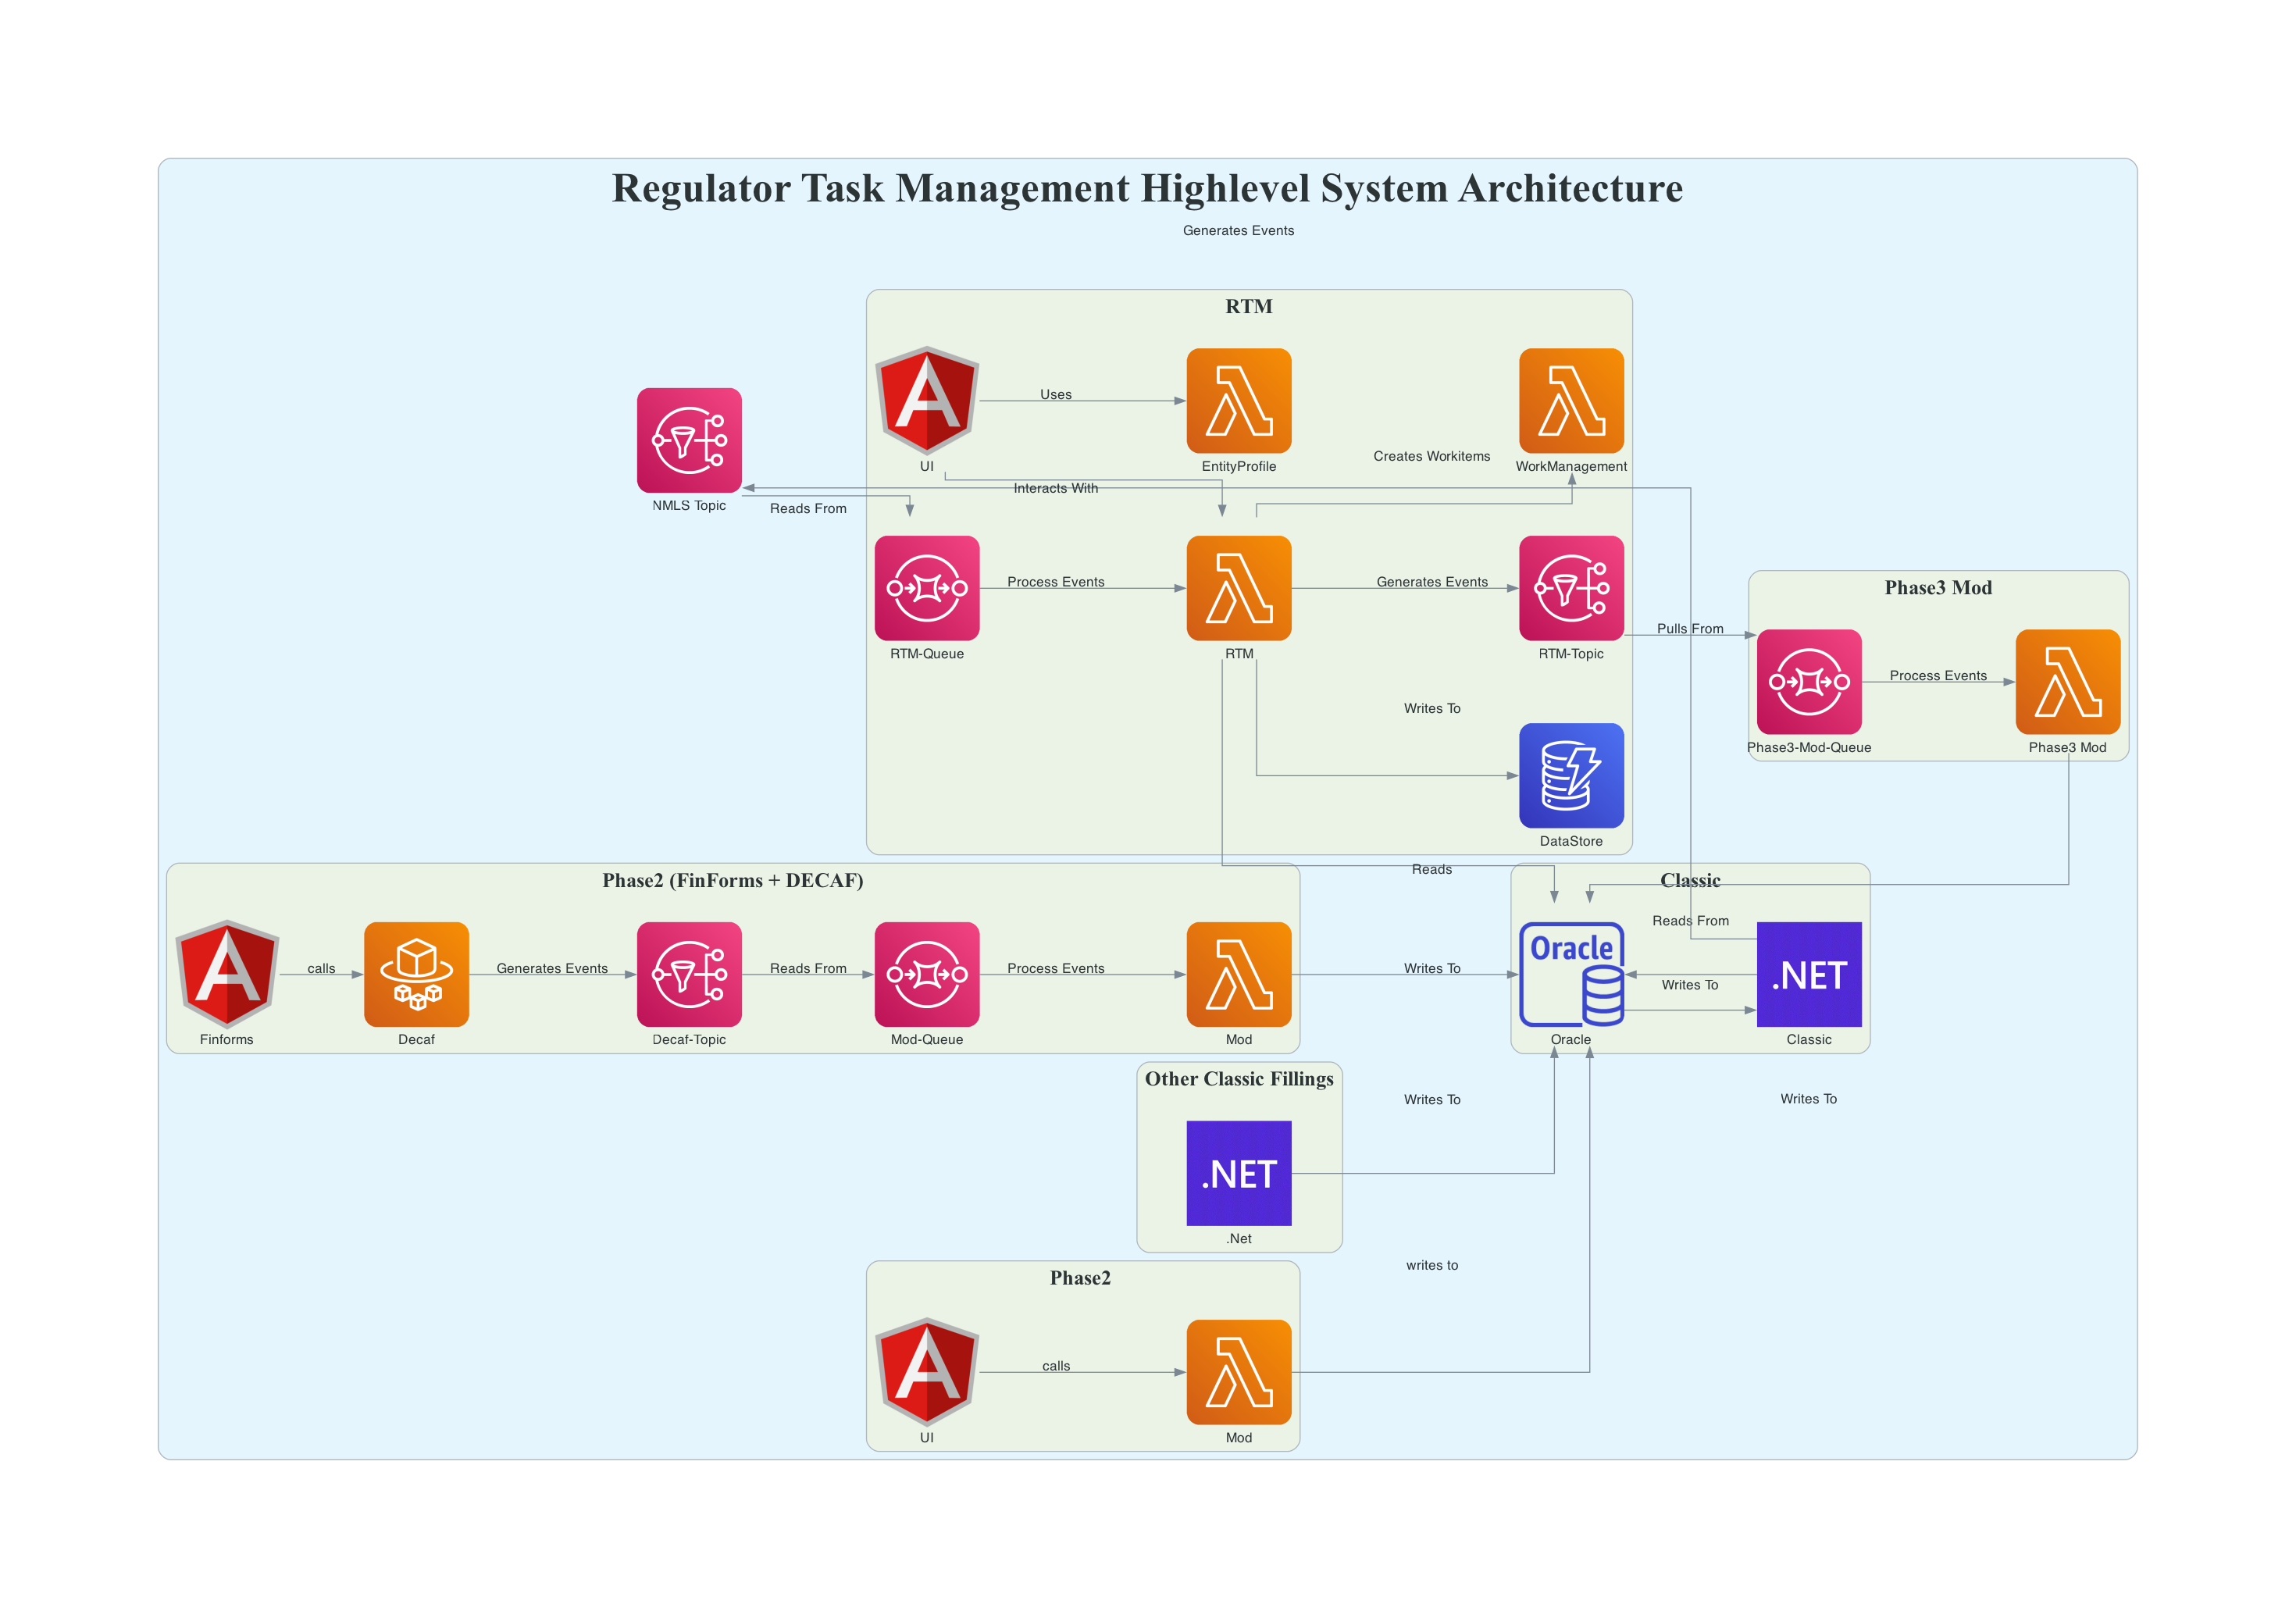 Regulator Task Management Highlevel System Architecture
Generates Events
RTM
Uses
UI
EntityProfile
Creates Workitems
WorkManagement
NMLS Topic
Reads From
Interacts With
Process Events
Generates Events
RTM-Queue
RTM
RTM-Topic
Pulls From
Phase3 Mod
Process Events
Phase3-Mod-Queue
Phase3 Mod
Writes To
DataStore
Reads
Phase2 (FinForms + DECAF)
calls
Generates Events
Reads From
Process Events
Writes To
Finforms
Decaf
Decaf-Topic
Mod-Queue
Mod
Classic
Reads From
Oracle
.NET
Writes To
Oracle
Classic
Other Classic Fillings
Writes To
Writes To
.NET
.Net
writes to
Phase2
calls
UI
Mod